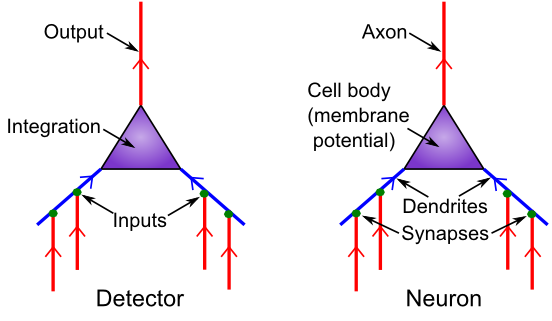 Output
Integration
Inputs
Detector
Axon
Cell body
(membrane
potential)
Dendrites
Synapses
Neuron